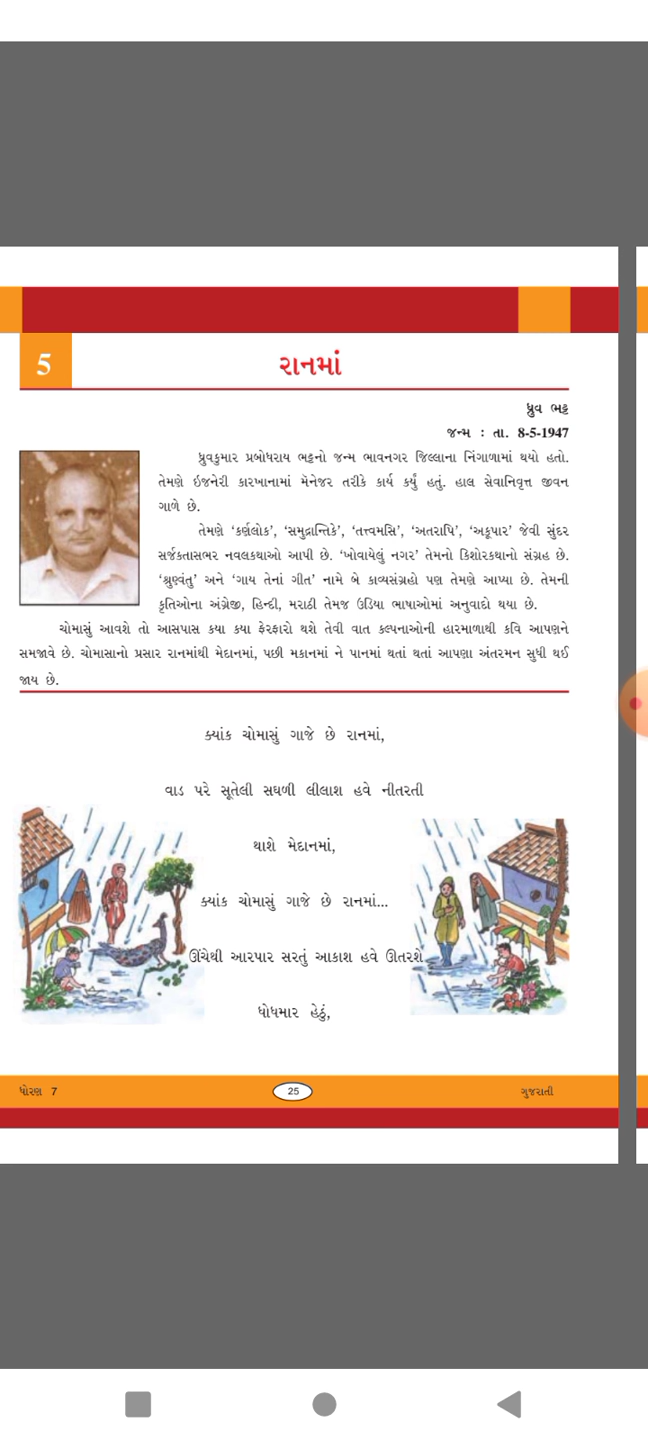 5
રાનમાં
ધ્રુવ ભટ્ટ
જન્મ : તા. 8-5-1947
ધ્રુવકુમાર પ્રબોધરાય ભટ્ટનો જન્મ ભાવનગર જિલ્લાના નિંગાળામાં થયો હતો.
તેમણે ઇજનેરી કારખાનામાં મૅનેજર તરીકે કાર્ય કર્યું હતું. હાલ સેવાનિવૃત્ત જીવન
ગાળે છે.
તેમણે ‘કર્ણલોક’, ‘સમુદ્રાન્તિકે’, ‘તત્ત્વમસિ’, ‘અતરાપિ’, ‘અકૂપાર’ જેવી સુંદર
સર્જકતાસભર નવલકથાઓ આપી છે. ‘ખોવાયેલું નગર’ તેમનો કિશોરકથાનો સંગ્રહ છે.
‘શ્રુણ્વંતુ’ અને ‘ગાય તેનાં ગીત’ નામે બે કાવ્યસંગ્રહો પણ તેમણે આપ્યા છે. તેમની
કૃતિઓના અંગ્રેજી, હિન્દી, મરાઠી તેમજ ઉડિયા ભાષાઓમાં અનુવાદો થયા છે.
ચોમાસું આવશે તો આસપાસ કયા કયા ફેરફારો થશે તેવી વાત કલ્પનાઓની હારમાળાથી કવિ આપણને
સમજાવે છે. ચોમાસાનો પ્રસાર રાનમાંથી મેદાનમાં, પછી મકાનમાં ને પાનમાં થતાં થતાં આપણા અંતરમન સુધી થઈ
જાય છે.
ક્યાંક ચોમાસું ગાજે છે રાનમાં,
વાડ પરે સૂતેલી સઘળી લીલાશ હવે નીતરતી
થાશે મેદાનમાં,
ક્યાંક ચોમાસું ગાજે છે રાનમાં...
ઊંચેથી આરપાર સરતું આકાશ હવે ઊતરશે
ધોધમાર હેઠું,
ધોરણ 7
25
ગુજરાતી